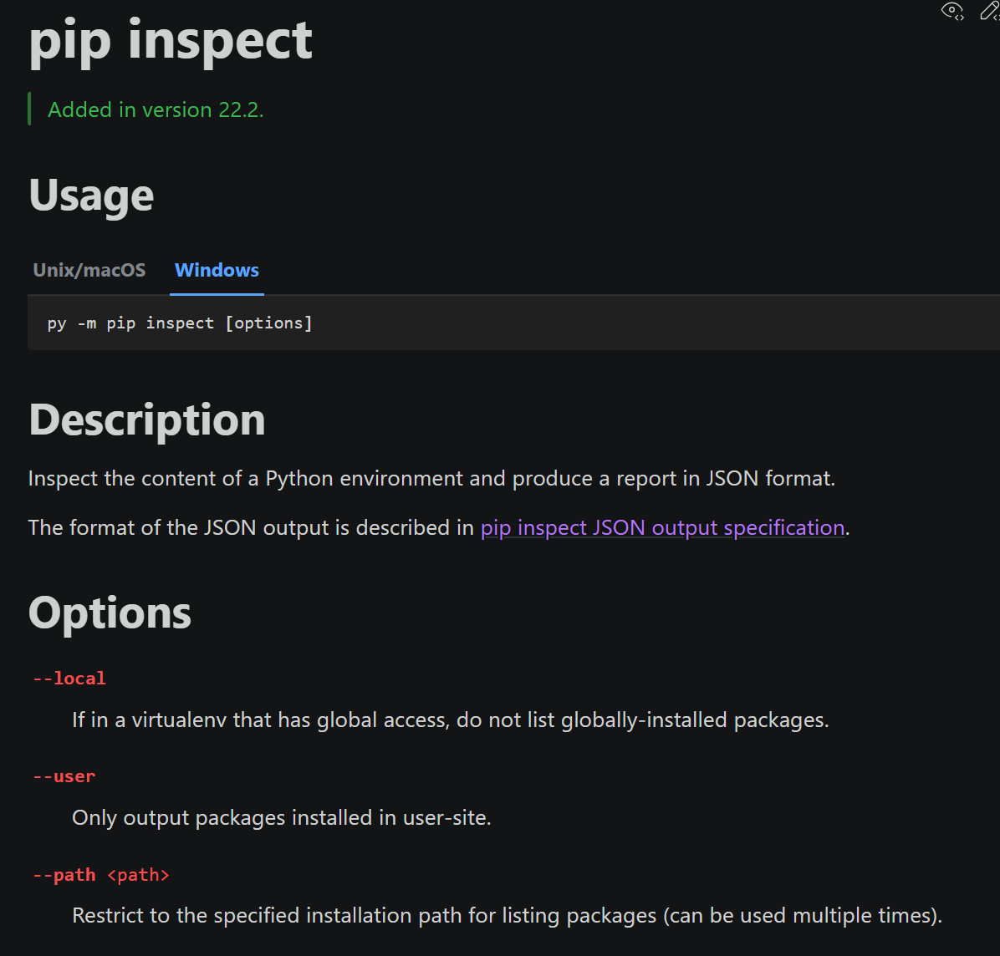 pip inspect
Added in version 22.2.
Usage
Unix/macOS Windows
py -m pip inspect [options]
Description
Inspect the content of a Python environment and produce a report in JSON format.
The format of the JSON output is described in pip inspect JSON output specification.
Options
--local
If in a virtualenv that has global access, do not list globally-installed packages.
--user
Only output packages installed in user-site.
--path <path>
Restrict to the specified installation path for listing packages (can be used multiple times).